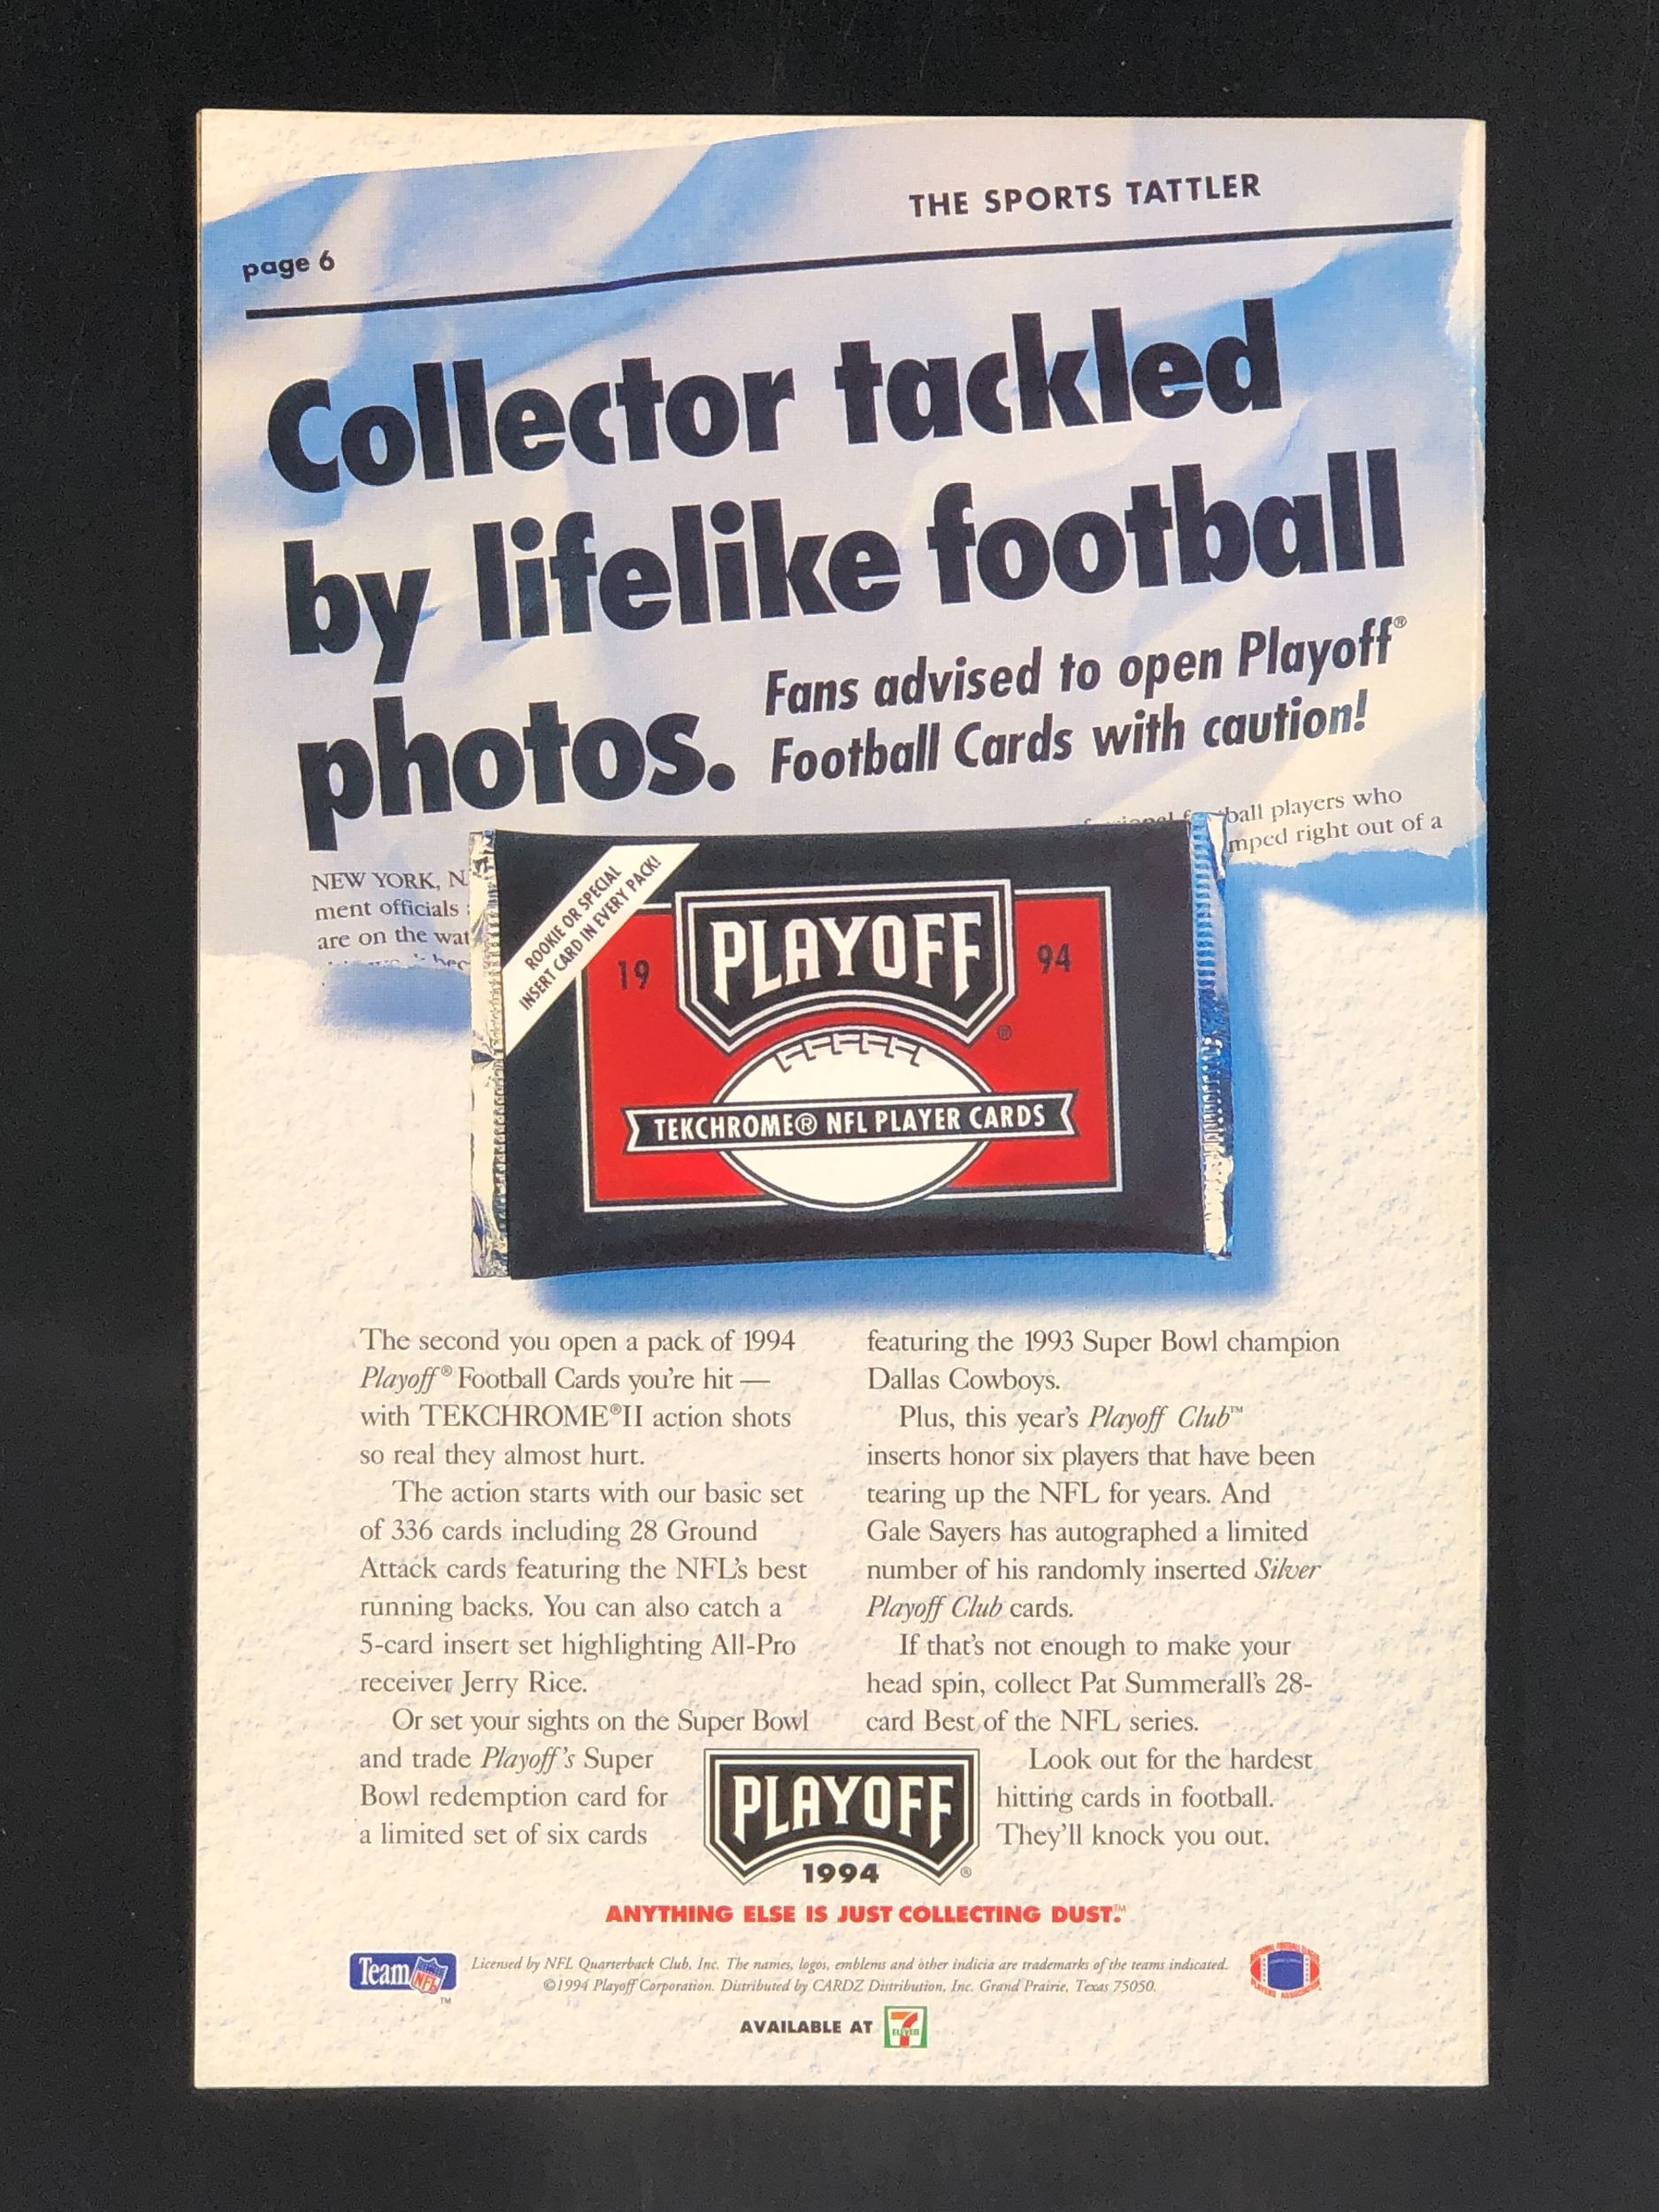 THE SPORTS TATTLER
page 6
Collector tackled
by lifelike football
photos.
Fans advised to open Playoff®
Football Cards with caution!
ball players who
right out of a
NEW YORK,
ment officials
are on the
ROOKIE OR SPECIAL
INSERT CARD IN EVERY PACK!
19 PLAYOFF 94
®
TEKCHROME® NFL PLAYER CARDS
The second you open a pack of 1994
Playoff® Football Cards you're hit —
with TEKCHROME®II action shots
so real they almost hurt.
The action starts with our basic set
of 336 cards including 28 Ground
Attack cards featuring the NFL's best
running backs. You can also catch a
5-card insert set highlighting All-Pro
receiver Jerry Rice.
Or set your sights on the Super Bowl
and trade Playoff's Super
Bowl redemption card for
a limited set of six cards
featuring the 1993 Super Bowl champion
Dallas Cowboys.
Plus, this year's Playoff Club™
inserts honor six players that have been
tearing up the NFL for years. And
Gale Sayers has autographed a limited
number of his randomly inserted Silver
Playoff Club cards.
If that's not enough to make your
head spin, collect Pat Summerall's 28-
card Best of the NFL series.
Look out for the hardest
hitting cards in football.
They'll knock you out.
PLAYOFF
1994 ®
ANYTHING ELSE IS JUST COLLECTING DUST.™
Team NFL ™
Licensed by NFL Quarterback Club, Inc. The names, logos, emblems and other indicia are trademarks of the teams indicated.
©1994 Playoff Corporation. Distributed by CARDZ Distribution, Inc. Grand Prairie, Texas 75050.
AVAILABLE AT 7 ELEVEN